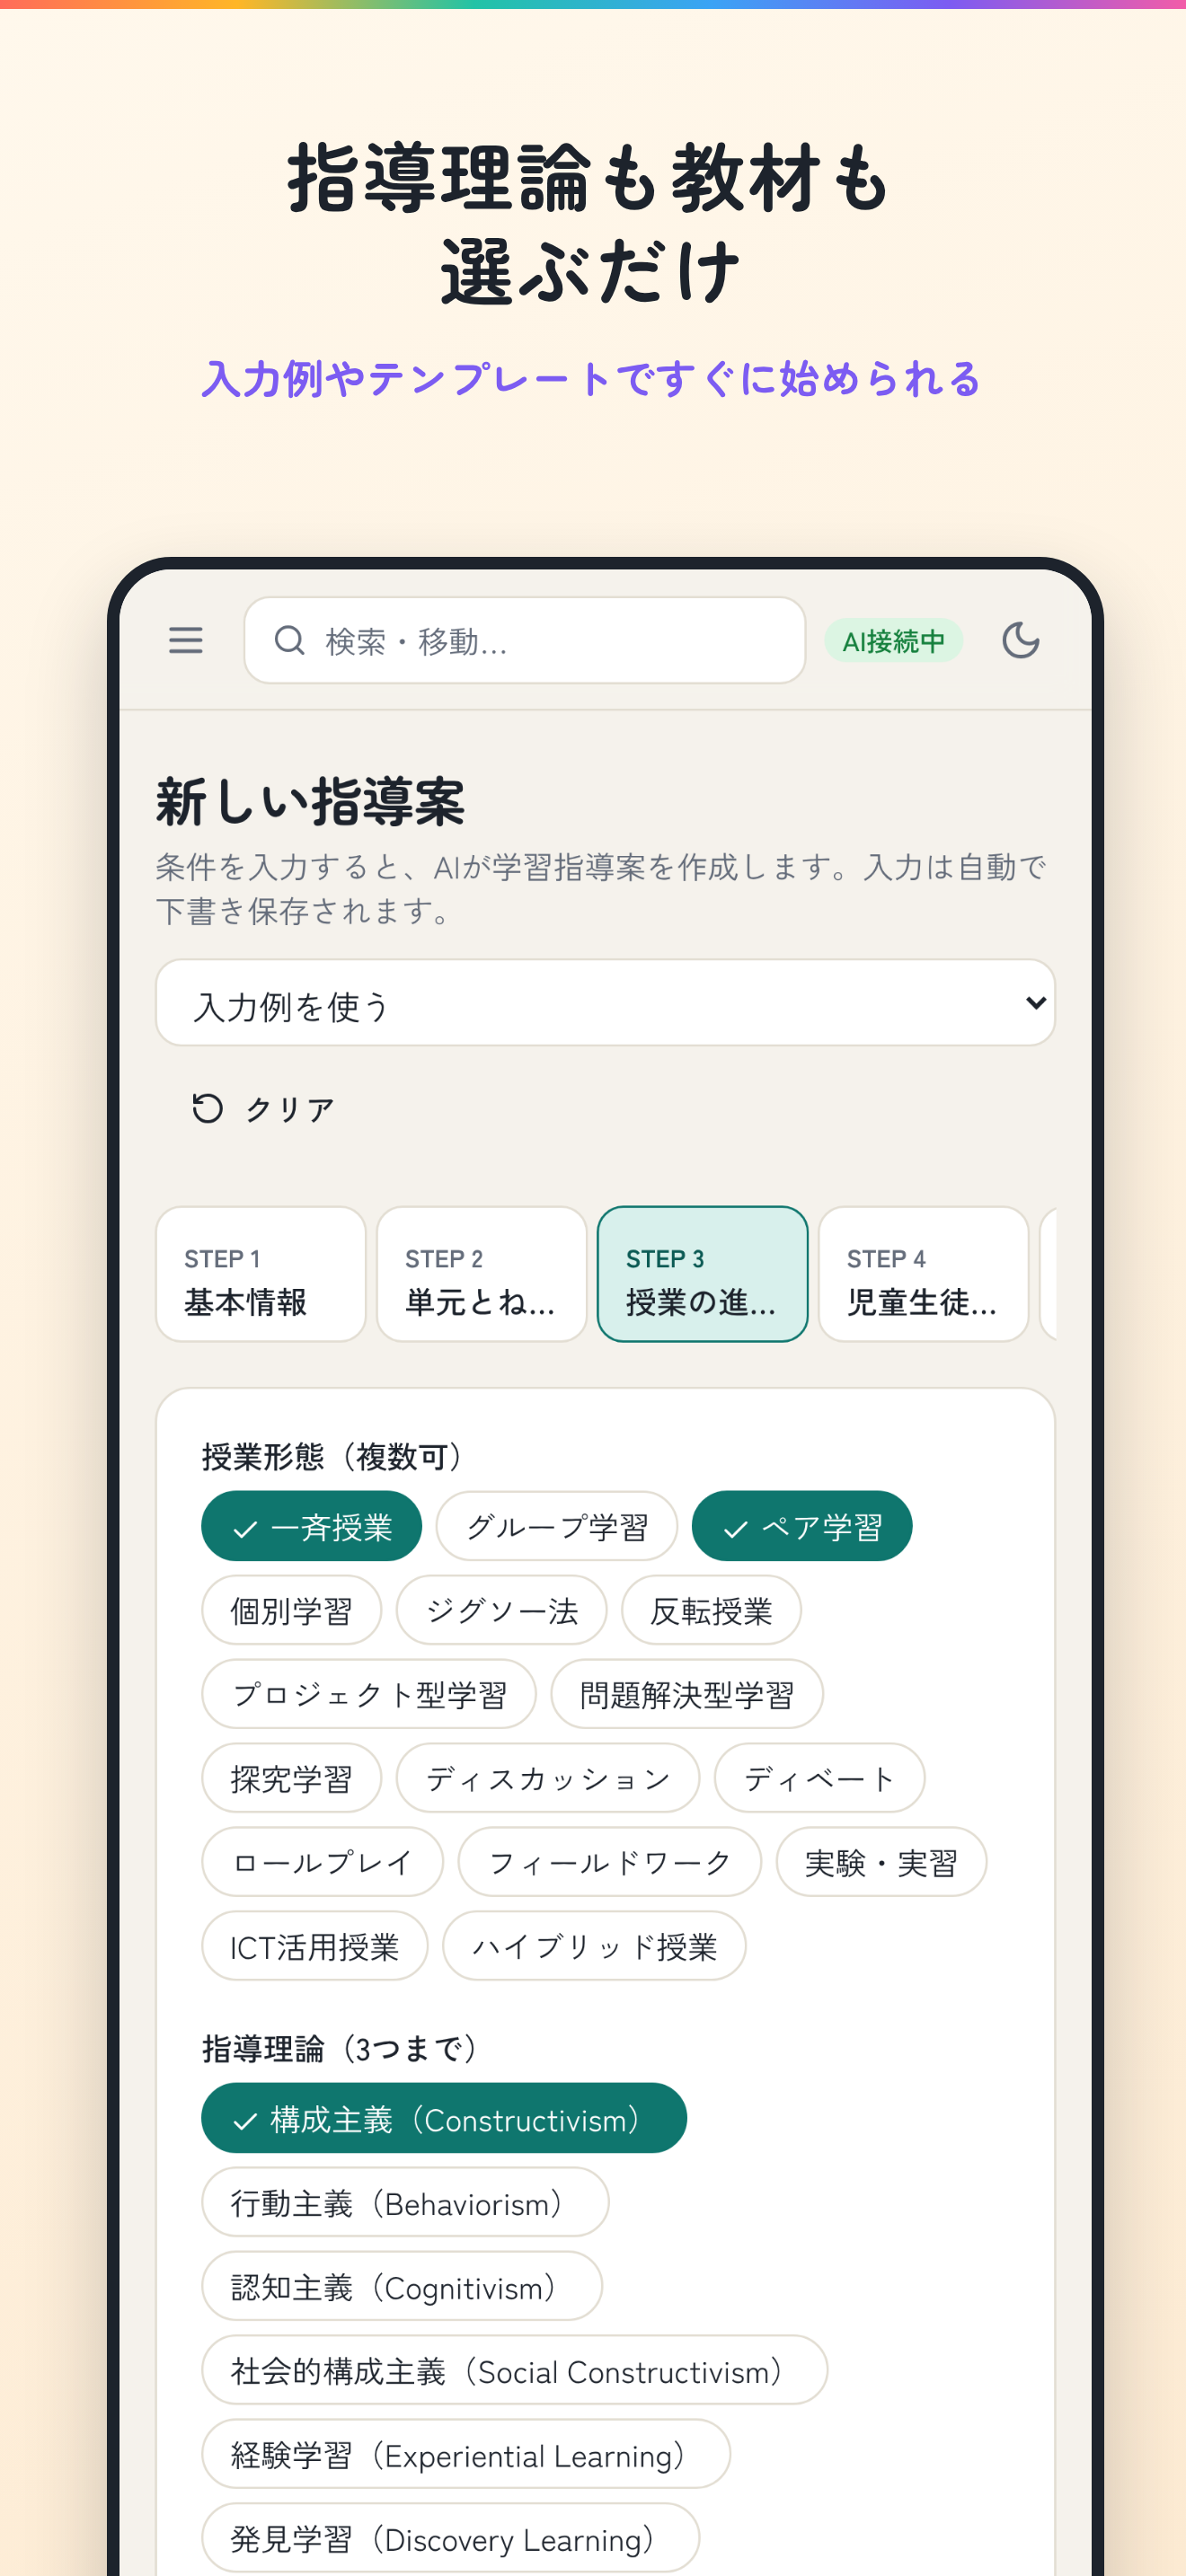 指導理論も教材も
選ぶだけ
入力例やテンプレートですぐに始められる
検索・移動...
AI接続中
新しい指導案
条件を入力すると、AIが学習指導案を作成します。入力は自動で
下書き保存されます。
入力例を使う
クリア
STEP 1
基本情報
STEP 2
単元とね...
STEP 3
授業の進...
STEP 4
児童生徒...
授業形態（複数可）
一斉授業
グループ学習
ペア学習
個別学習
ジグソー法
反転授業
プロジェクト型学習
問題解決型学習
探究学習
ディスカッション
ディベート
ロールプレイ
フィールドワーク
実験・実習
ICT活用授業
ハイブリッド授業
指導理論（3つまで）
構成主義（Constructivism）
行動主義（Behaviorism）
認知主義（Cognitivism）
社会的構成主義（Social Constructivism）
経験学習（Experiential Learning）
発見学習（Discovery Learning）